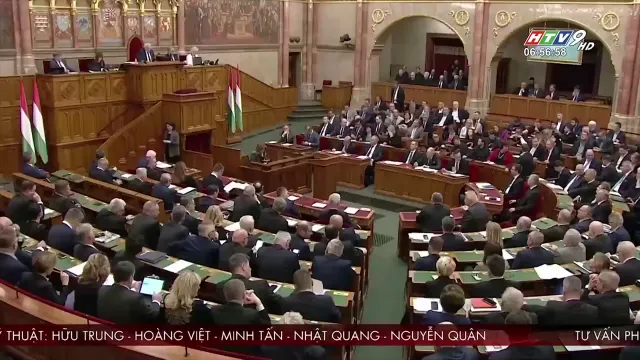 HTV9 HD
06:56:58
Ỹ THUẬT: HỮU TRUNG - HOÀNG VIỆT - MINH TẤN - NHẬT QUANG - NGUYỄN QUÂN
TƯ VẤN PH